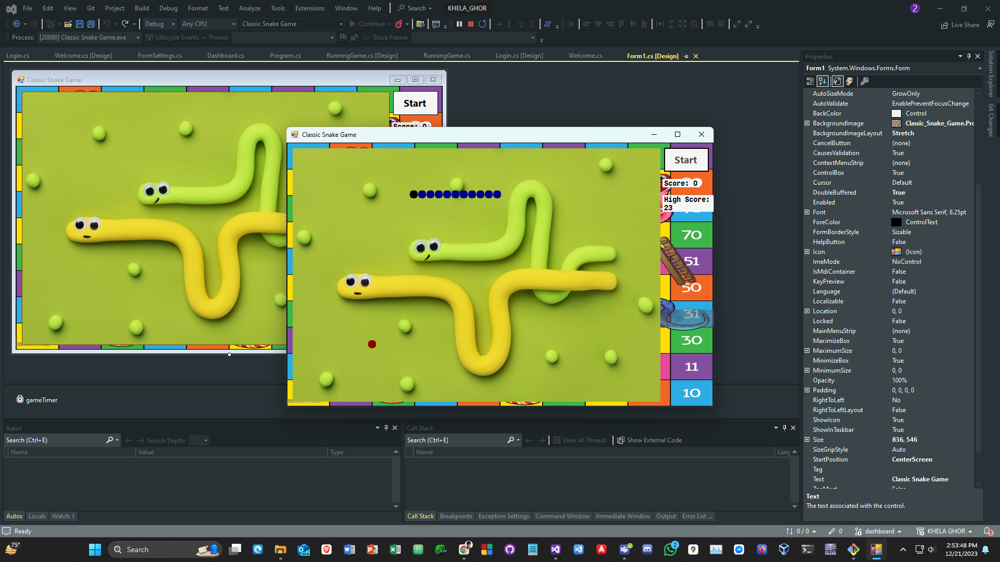 File Edit View Git Project Build Debug Format Test Analyze Tools Extensions Window Help Search KHELA_GHOR 2
Debug Any CPU Classic Snake Game Continue Live Share
Process: [20880] Classic Snake Game.exe Lifecycle Events Thread: Stack Frame:
Login.cs Welcome.cs [Design] FormSettings.cs Dashboard.cs Program.cs RunningGame.cs [Design] RunningGame.cs Login.cs [Design] Welcome.cs Form1.cs [Design]
Classic Snake Game
Start
Score: 0
Classic Snake Game
Start
Score: 0
High Score:
23
70
51
50
31
30
11
10
gameTimer
Properties
Form1 System.Windows.Forms.Form
AutoSizeMode GrowOnly
AutoValidate EnablePreventFocusChange
BackColor Control
BackgroundImage Classic_Snake_Game.Prc
BackgroundImageLayout Stretch
CancelButton (none)
CausesValidation True
ContextMenuStrip (none)
ControlBox True
Cursor Default
DoubleBuffered True
Enabled True
Font Microsoft Sans Serif, 8.25pt
ForeColor ControlText
FormBorderStyle Sizable
HelpButton False
Icon (Icon)
ImeMode NoControl
IsMdiContainer False
KeyPreview False
Language (Default)
Localizable False
Location 0, 0
Locked False
MainMenuStrip (none)
MaximizeBox True
MaximumSize 0, 0
MinimizeBox True
MinimumSize 0, 0
Opacity 100%
Padding 0, 0, 0, 0
RightToLeft No
RightToLeftLayout False
ShowIcon True
ShowInTaskbar True
Size 836, 546
SizeGripStyle Auto
StartPosition CenterScreen
Tag
Text Classic Snake Game
Text
The text associated with the control.
Solution Explorer
Git Changes
Autos
Search (Ctrl+E) Search Depth:
Name Value Type
Autos Locals Watch 1
Call Stack
Search (Ctrl+E) View all Threads Show External Code
Name Lang
Call Stack Breakpoints Exception Settings Command Window Immediate Window Output Error List ...
Ready 0 / 0 0 dashboard KHELA GHOR 1
75°
Search
NEW
2
2:53:48 PM
12/21/2023